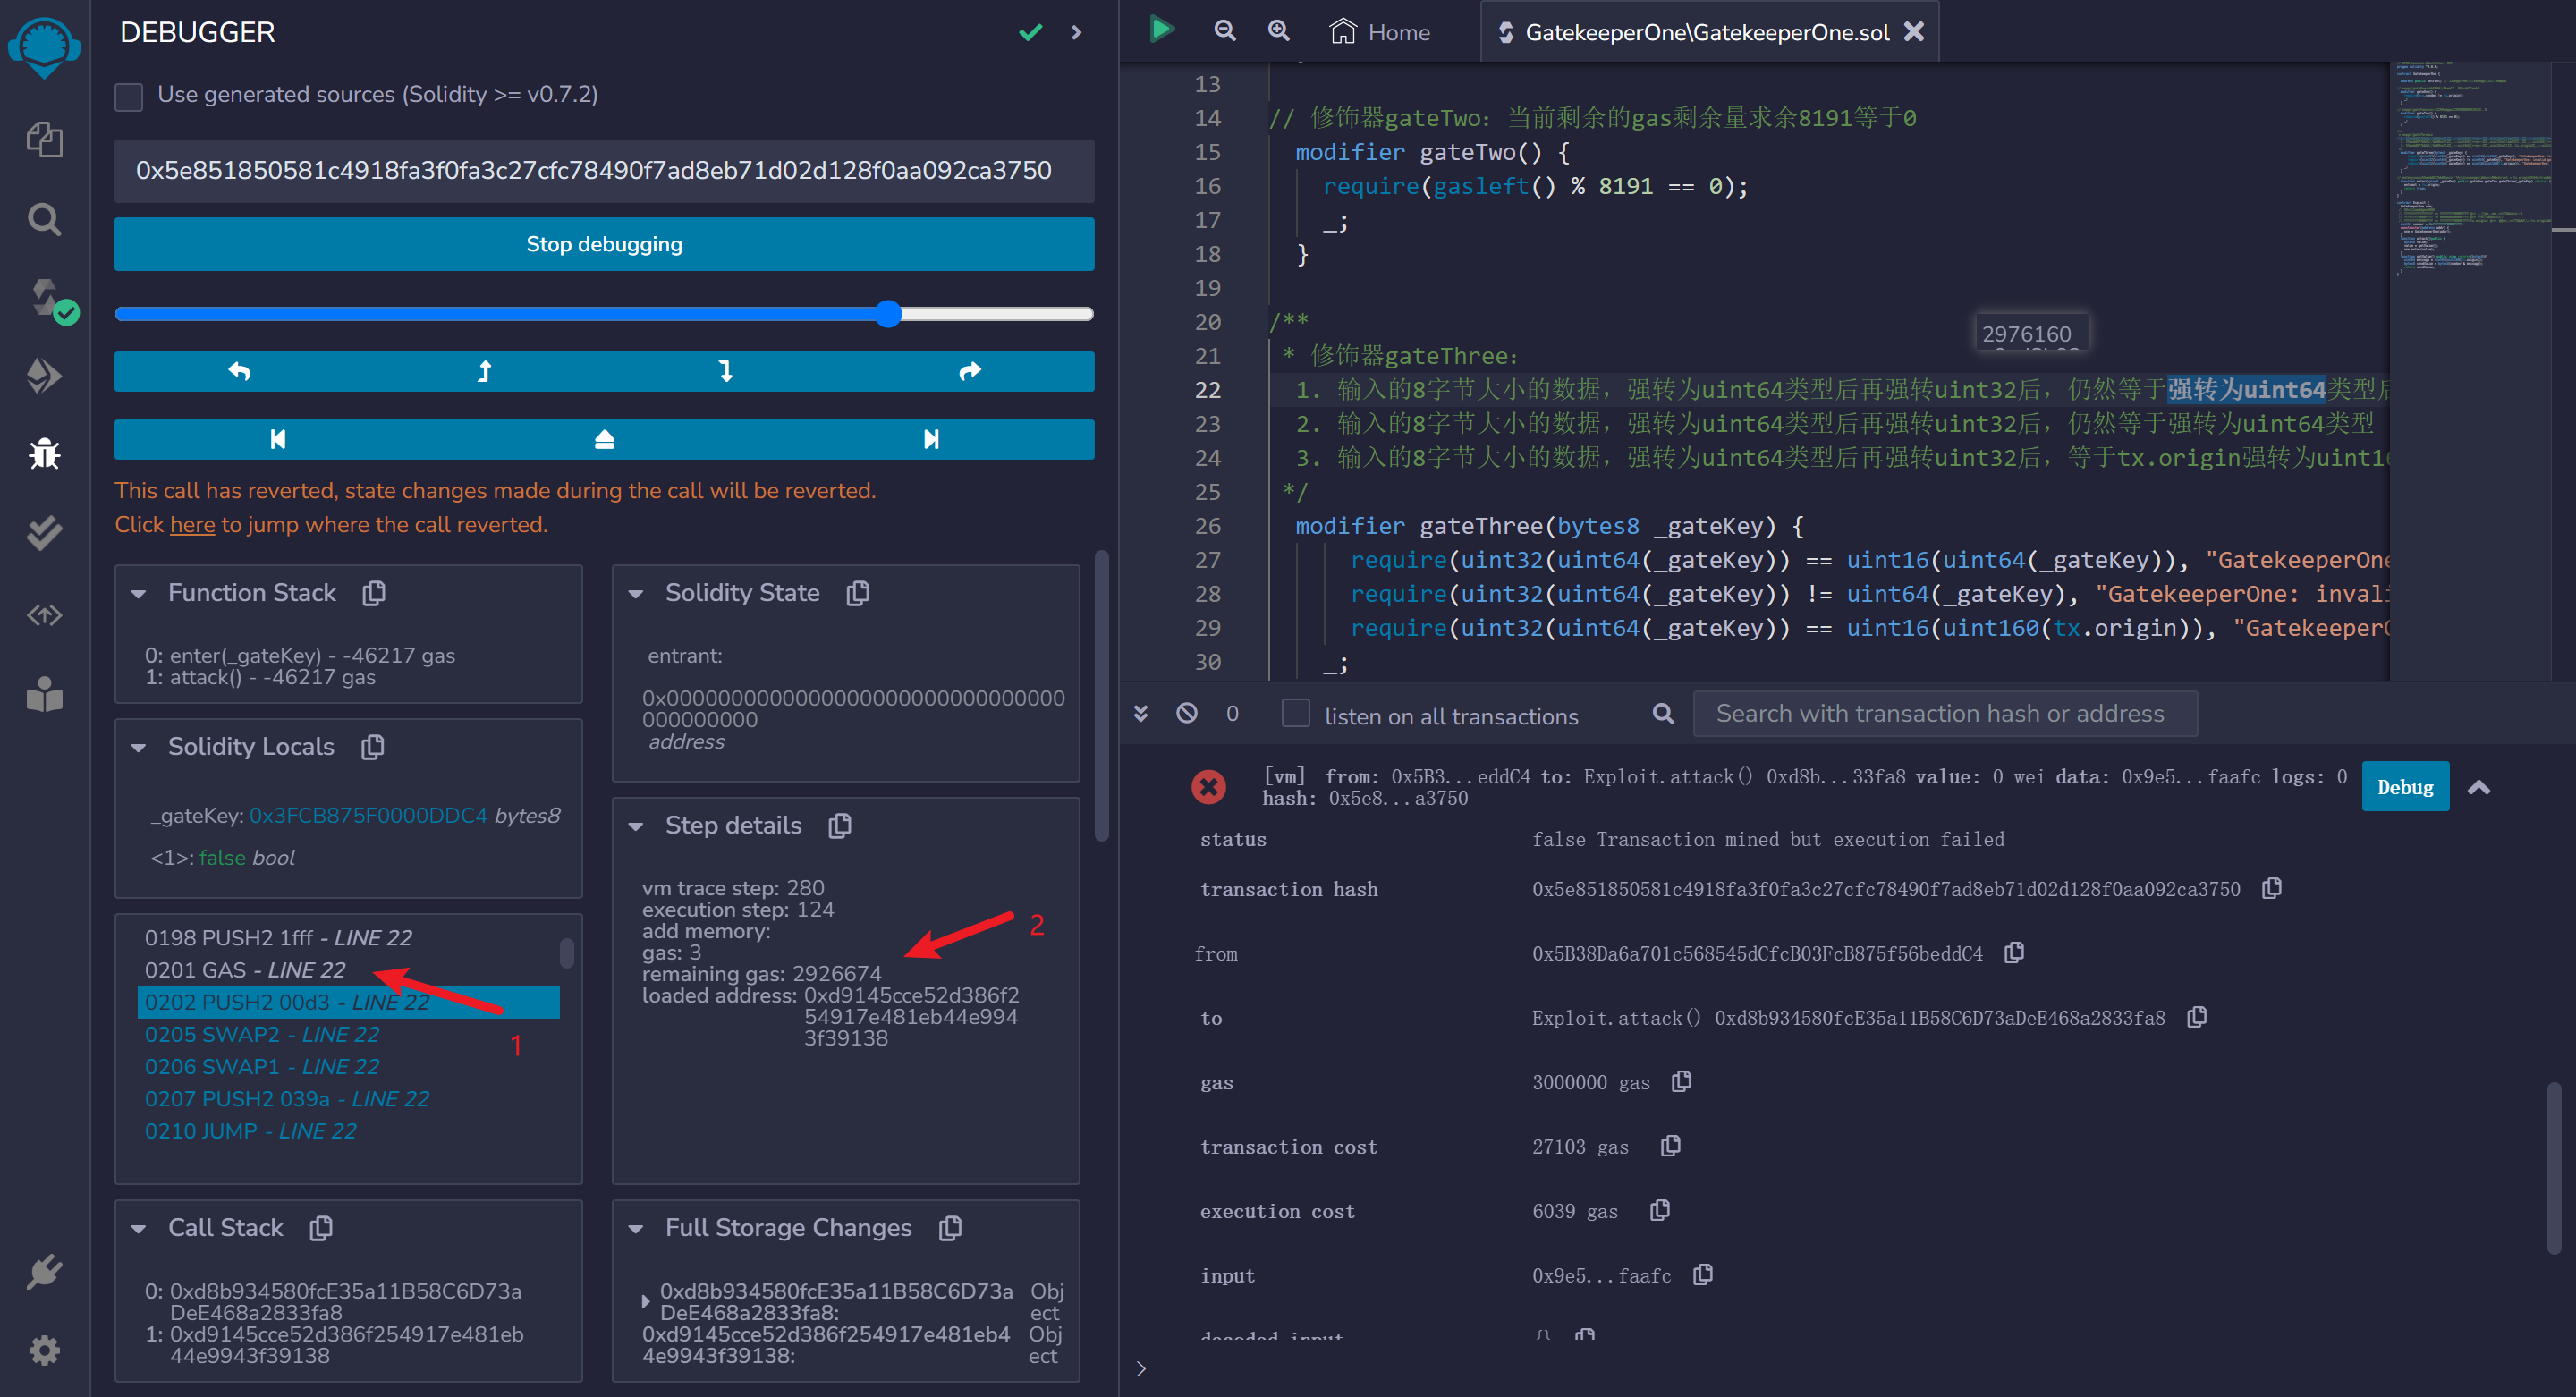 DEBUGGER
Use generated sources (Solidity >= v0.7.2)
0x5e851850581c4918fa3f0fa3c27cfc78490f7ad8eb71d02d128f0aa092ca3750
Stop debugging
This call has reverted, state changes made during the call will be reverted.
Click here to jump where the call reverted.
Function Stack
0: enter(_gateKey) - -46217 gas
1: attack() - -46217 gas
Solidity Locals
_gateKey: 0x3FCB875F0000DDC4 bytes8
<1>: false bool
0198 PUSH2 1fff - LINE 22
0201 GAS - LINE 22
0202 PUSH2 00d3 - LINE 22
0205 SWAP2 - LINE 22
0206 SWAP1 - LINE 22
0207 PUSH2 039a - LINE 22
0210 JUMP - LINE 22
1
Call Stack
0: 0xd8b934580fcE35a11B58C6D73a
DeE468a2833fa8
1: 0xd9145cce52d386f254917e481eb
44e9943f39138
Solidity State
entrant:
0x000000000000000000000000000000
0000000000
address
Step details
vm trace step: 280
execution step: 124
add memory:
gas: 3
remaining gas: 2926674
loaded address: 0xd9145cce52d386f2
54917e481eb44e994
3f39138
2
Full Storage Changes
0xd8b934580fcE35a11B58C6D73a
DeE468a2833fa8:
Obj
ect
0xd9145cce52d386f254917e481eb4
4e9943f39138:
Obj
ect
Home
GatekeeperOne\GatekeeperOne.sol
13
14 // 修饰器gateTwo: 当前剩余的gas剩余量求余8191等于0
15 modifier gateTwo() {
16 require(gasleft() % 8191 == 0);
17 _;
18 }
19
20 /**
21 * 修饰器gateThree:
22 1. 输入的8字节大小的数据，强转为uint64类型后再强转uint32后，仍然等于强转为uint64类型后
23 2. 输入的8字节大小的数据，强转为uint64类型后再强转uint32后，仍然等于强转为uint64类型
24 3. 输入的8字节大小的数据，强转为uint64类型后再强转uint32后，等于tx.origin强转为uint16
25 */
26 modifier gateThree(bytes8 _gateKey) {
27 require(uint32(uint64(_gateKey)) == uint16(uint64(_gateKey)), "GatekeeperOne
28 require(uint32(uint64(_gateKey)) != uint64(_gateKey), "GatekeeperOne: invali
29 require(uint32(uint64(_gateKey)) == uint16(uint160(tx.origin)), "GatekeeperO
30 _;
2976160
0
listen on all transactions
Search with transaction hash or address
[vm] from: 0x5B3...eddC4 to: Exploit.attack() 0xd8b...33fa8 value: 0 wei data: 0x9e5...faafc logs: 0
hash: 0x5e8...a3750
Debug
status false Transaction mined but execution failed
transaction hash 0x5e851850581c4918fa3f0fa3c27cfc78490f7ad8eb71d02d128f0aa092ca3750
from 0x5B38Da6a701c568545dCfcB03FcB875f56beddC4
to Exploit.attack() 0xd8b934580fcE35a11B58C6D73aDeE468a2833fa8
gas 3000000 gas
transaction cost 27103 gas
execution cost 6039 gas
input 0x9e5...faafc
decoded input {}
>